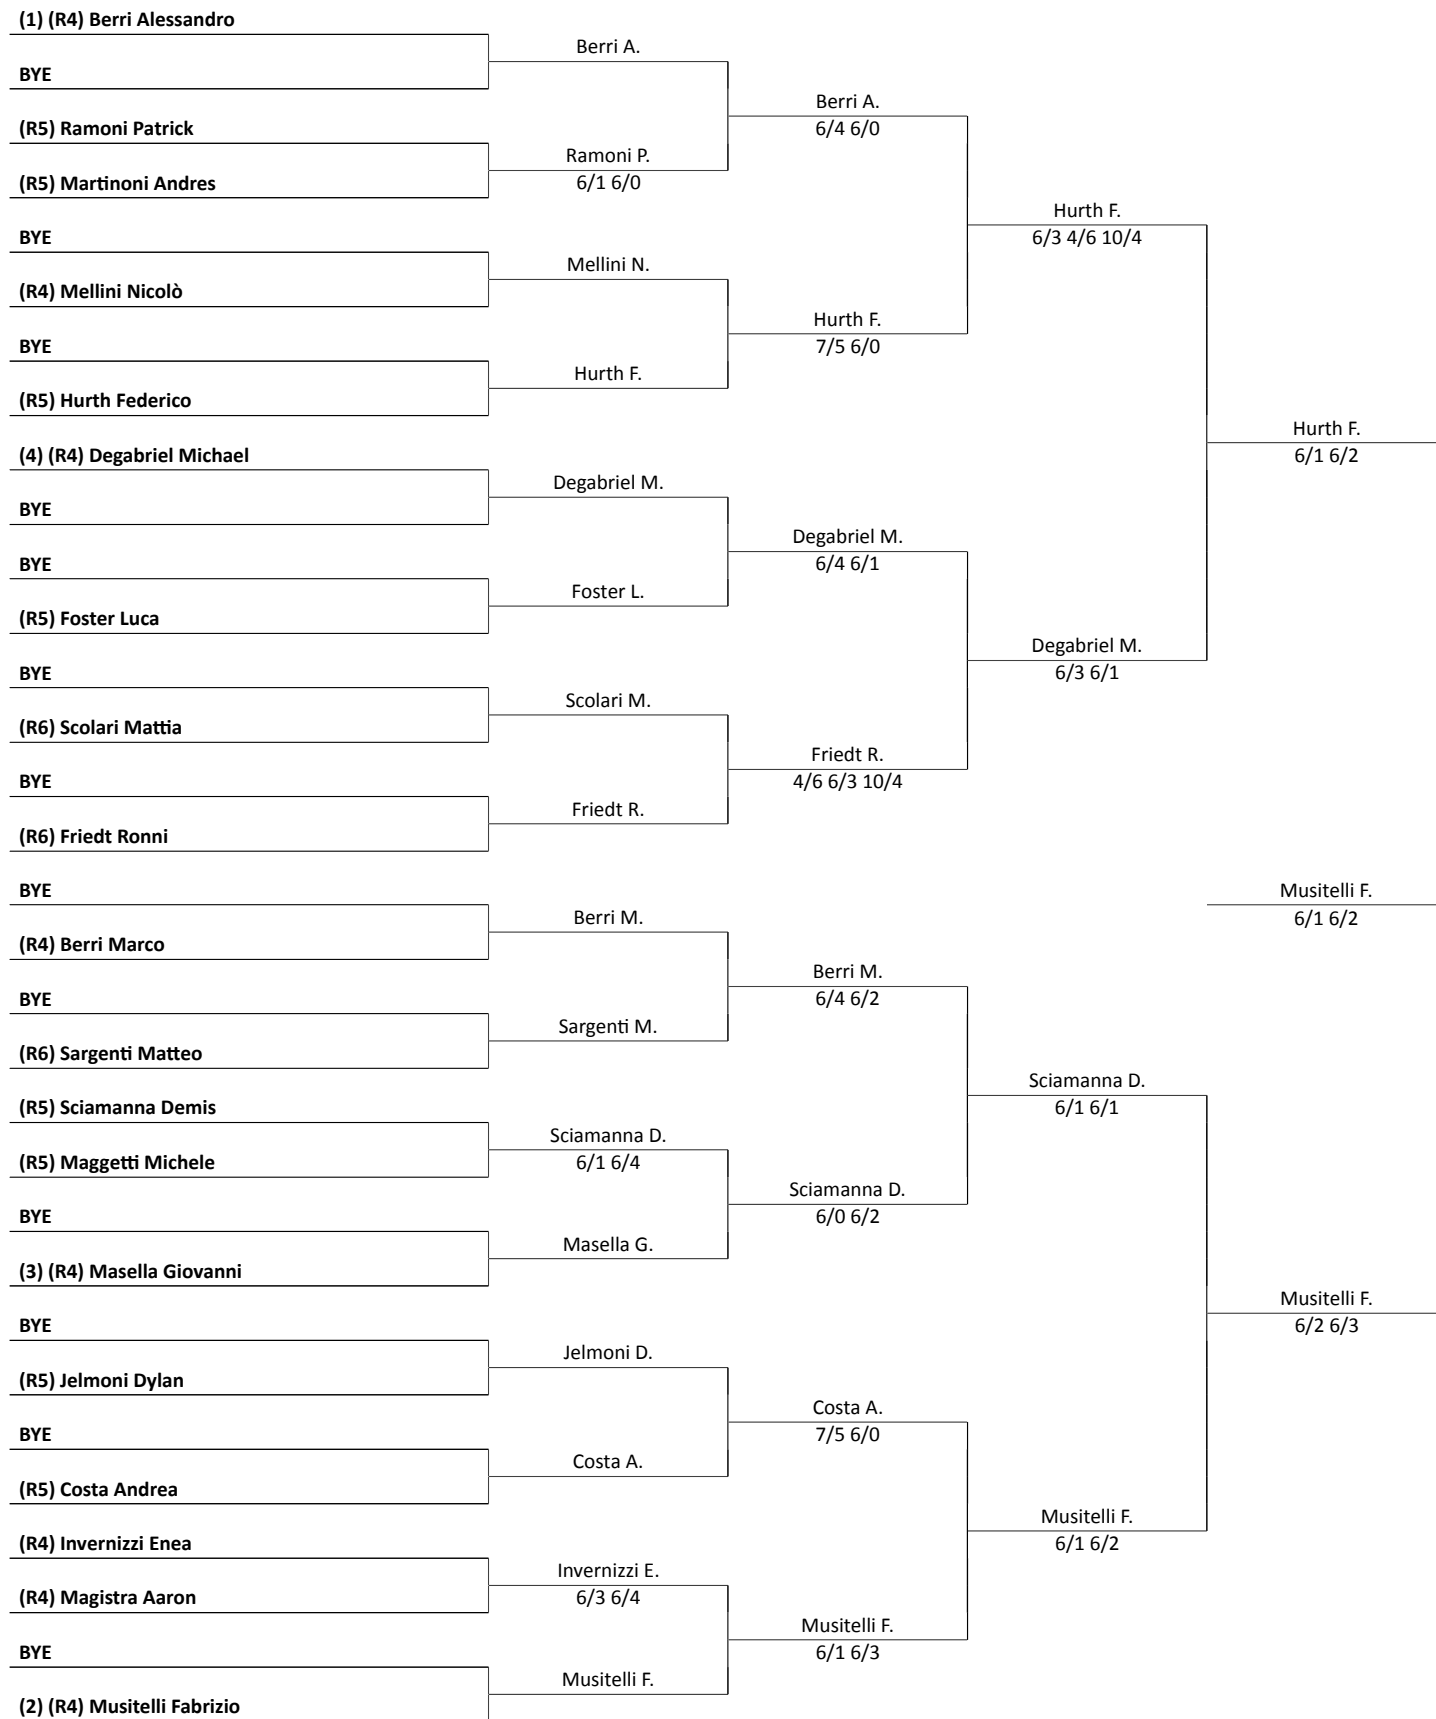 (1) (R4) Berri Alessandro
Berri A.
BYE
Berri A.
6/4 6/0
(R5) Ramoni Patrick
Ramoni P.
6/1 6/0
(R5) Martinoni Andres
Hurth F.
6/3 4/6 10/4
BYE
Mellini N.
(R4) Mellini Nicolò
Hurth F.
7/5 6/0
BYE
Hurth F.
(R5) Hurth Federico
Hurth F.
6/1 6/2
(4) (R4) Degabriel Michael
Degabriel M.
BYE
Degabriel M.
6/4 6/1
BYE
Foster L.
(R5) Foster Luca
Degabriel M.
6/3 6/1
BYE
Scolari M.
(R6) Scolari Mattia
Friedt R.
4/6 6/3 10/4
BYE
Friedt R.
(R6) Friedt Ronni
BYE
Musitelli F.
6/1 6/2
Berri M.
(R4) Berri Marco
Berri M.
6/4 6/2
BYE
Sargenti M.
(R6) Sargenti Matteo
Sciamanna D.
6/1 6/1
(R5) Sciamanna Demis
Sciamanna D.
6/1 6/4
(R5) Maggetti Michele
Sciamanna D.
6/0 6/2
BYE
Masella G.
(3) (R4) Masella Giovanni
Musitelli F.
6/2 6/3
BYE
Jelmoni D.
(R5) Jelmoni Dylan
Costa A.
7/5 6/0
BYE
Costa A.
(R5) Costa Andrea
Musitelli F.
6/1 6/2
(R4) Invernizzi Enea
Invernizzi E.
6/3 6/4
(R4) Magistra Aaron
Musitelli F.
6/1 6/3
BYE
Musitelli F.
(2) (R4) Musitelli Fabrizio